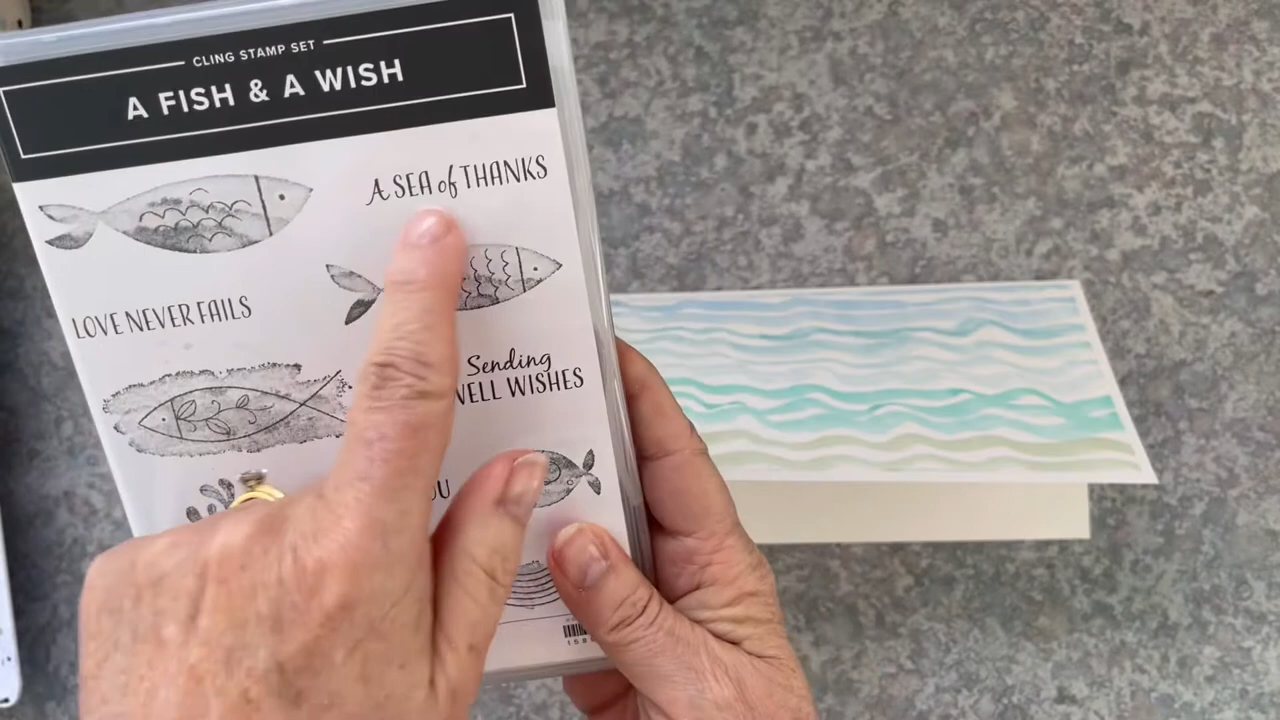 CLING STAMP SET
A FISH & A WISH
A SEA of THANKS
LOVE NEVER FAILS
Sending
WELL WISHES